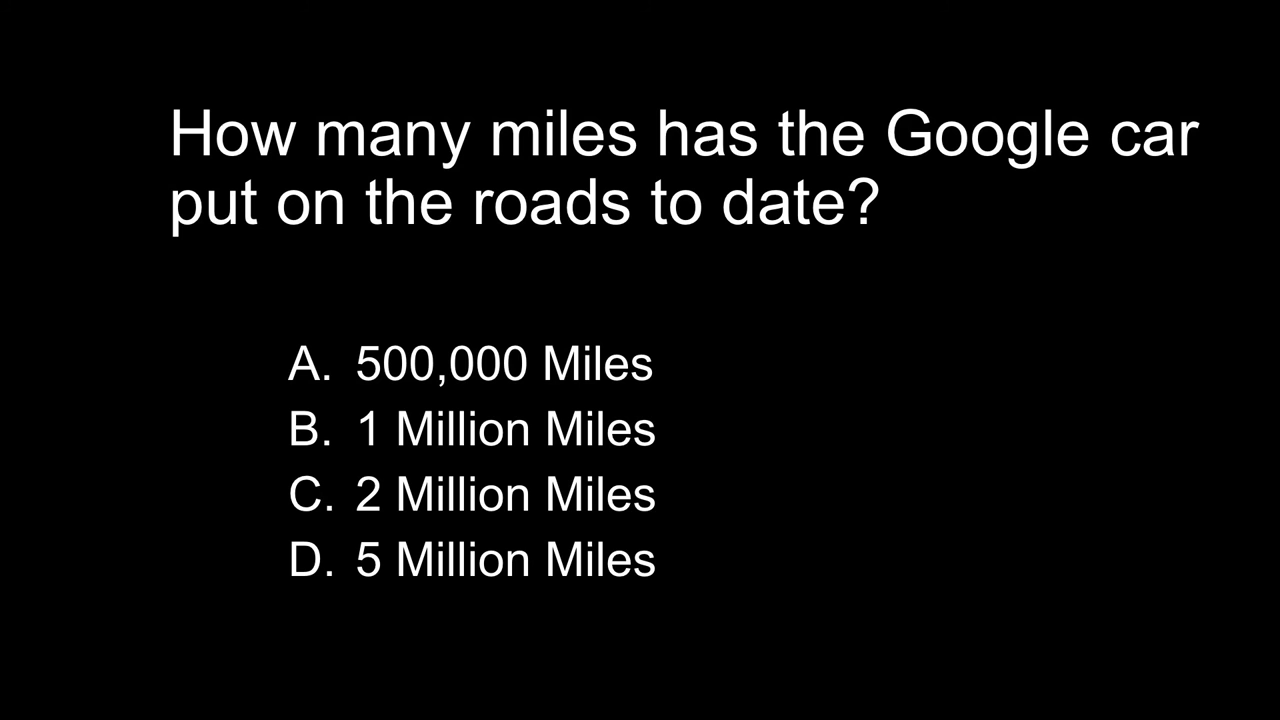 How many miles has the Google car
put on the roads to date?
A. 500,000 Miles
B. 1 Million Miles
C. 2 Million Miles
D. 5 Million Miles